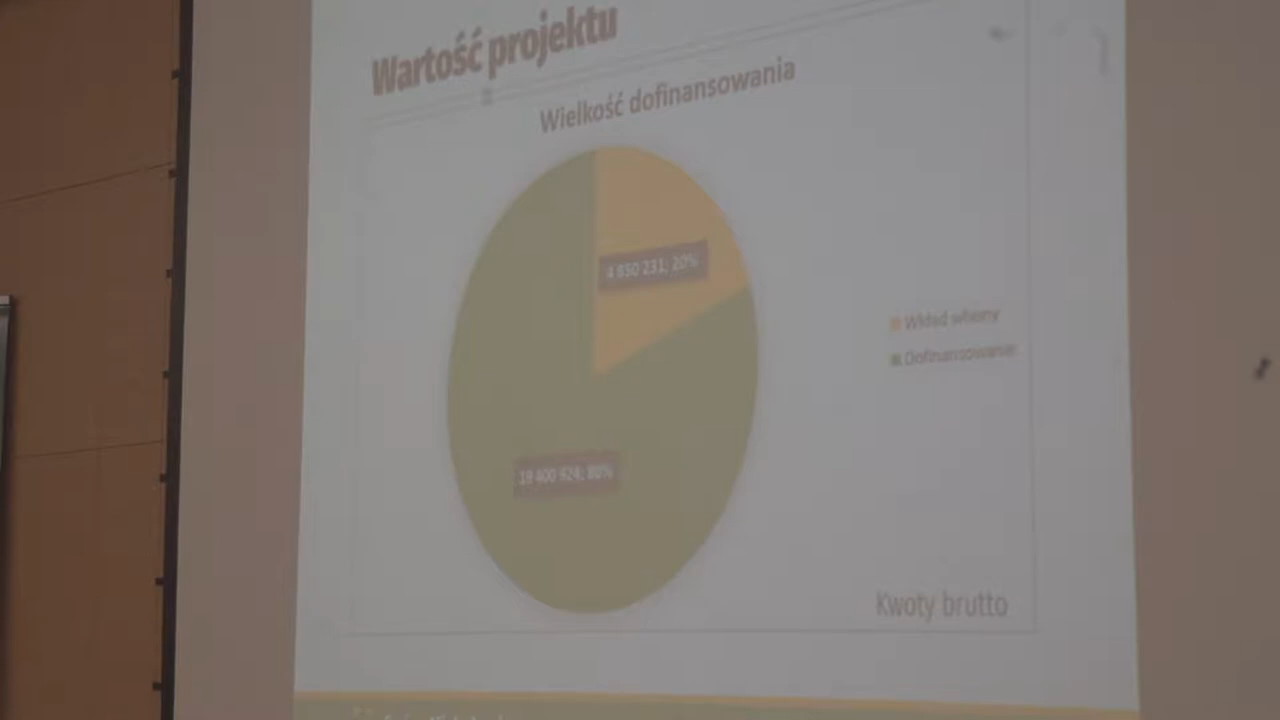 Wartość projektu
Wielkość dofinansowania
4 850 231; 20%
Wkład własny
Dofinansowanie
19 400 924; 80%
Kwoty brutto